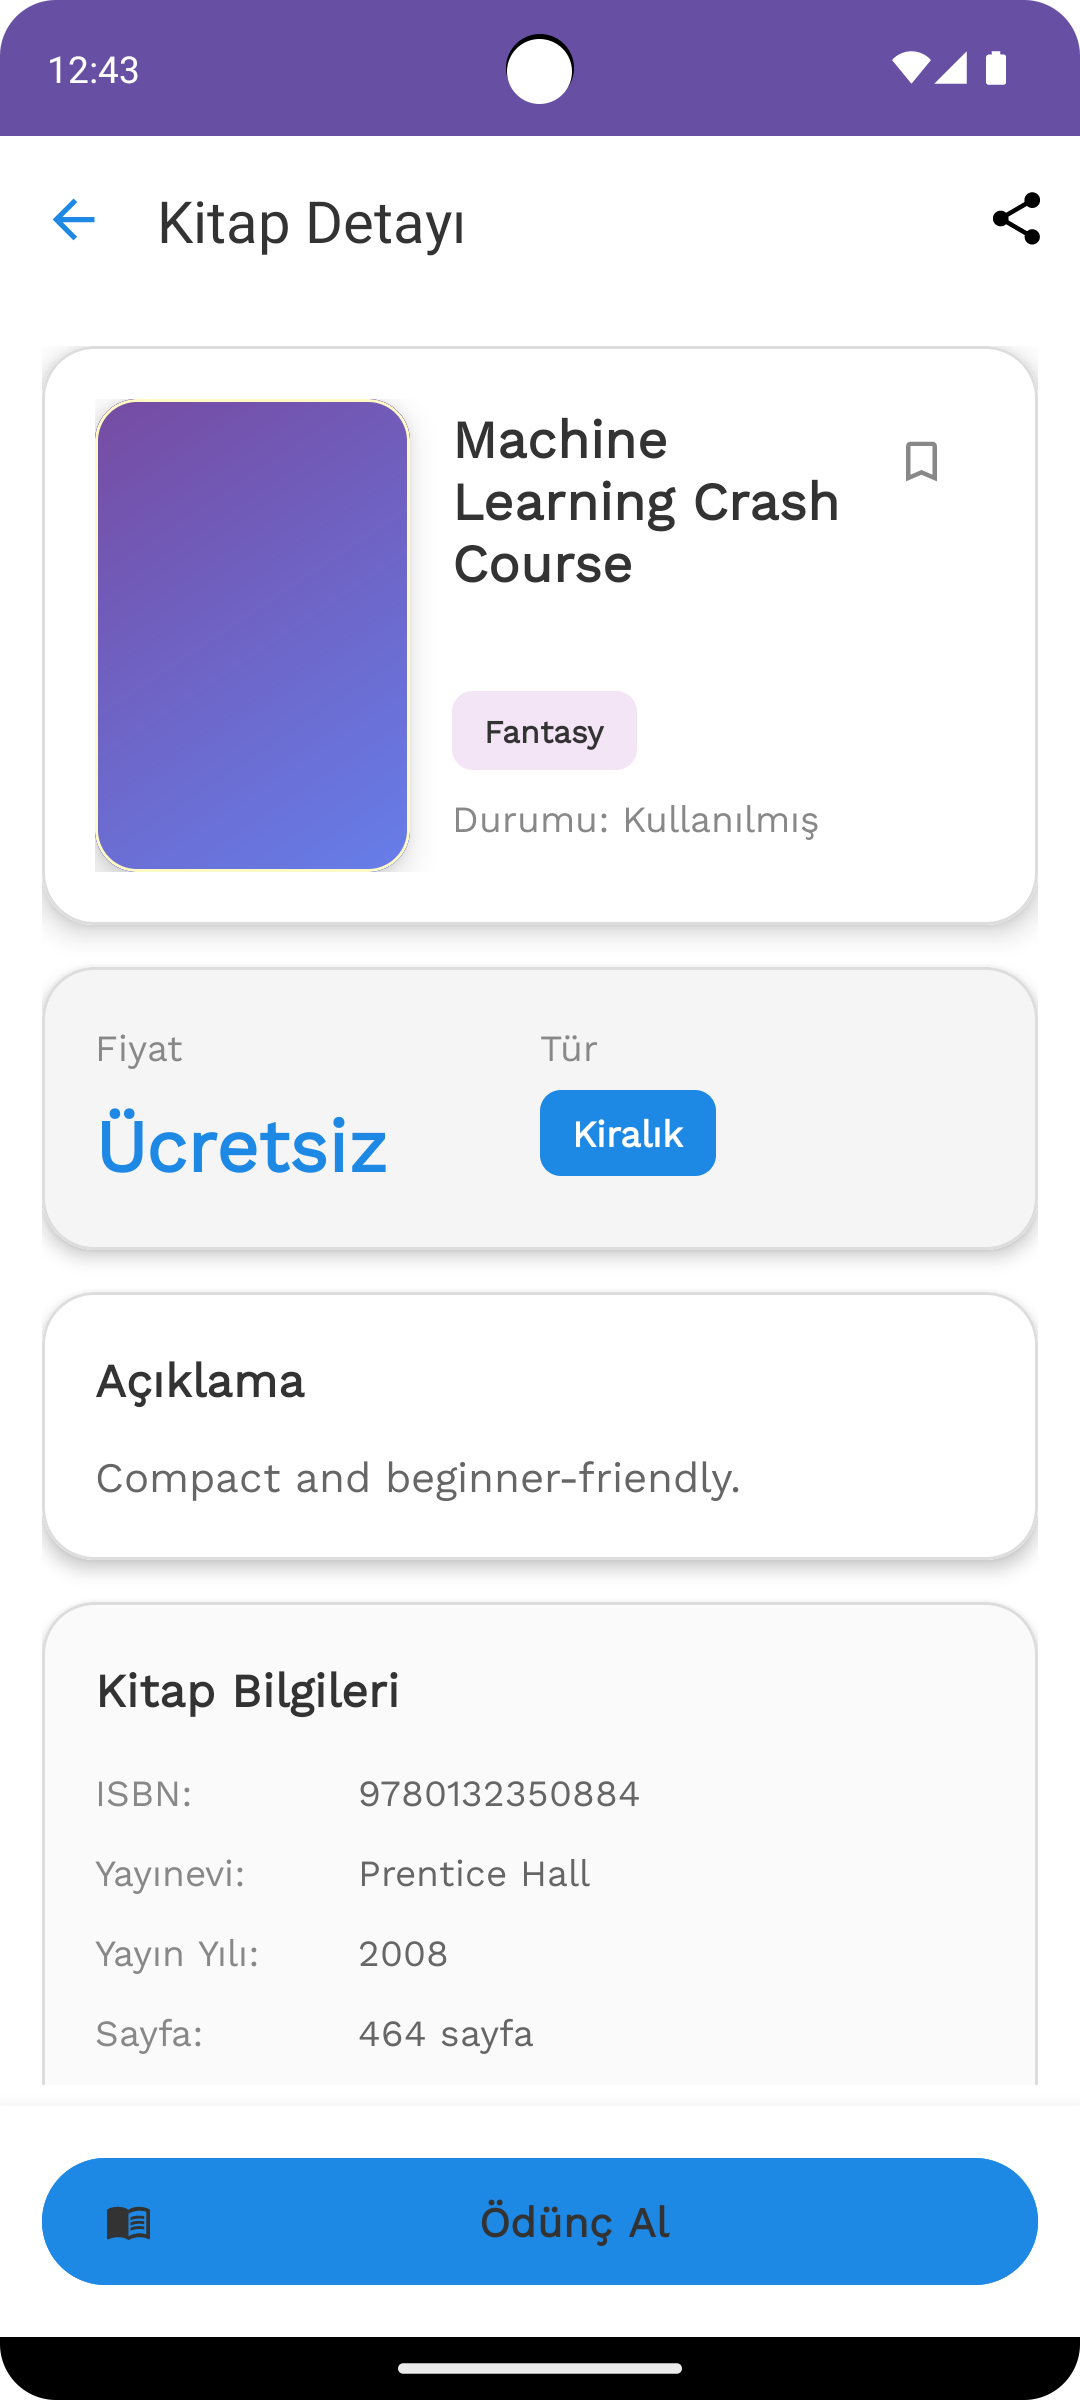 12:43
Kitap Detayı
Machine
Learning Crash
Course
Fantasy
Durumu: Kullanılmış
Fiyat
Tür
Ücretsiz
Kiralık
Açıklama
Compact and beginner-friendly.
Kitap Bilgileri
ISBN: 9780132350884
Yayınevi: Prentice Hall
Yayın Yılı: 2008
Sayfa: 464 sayfa
Ödünç Al